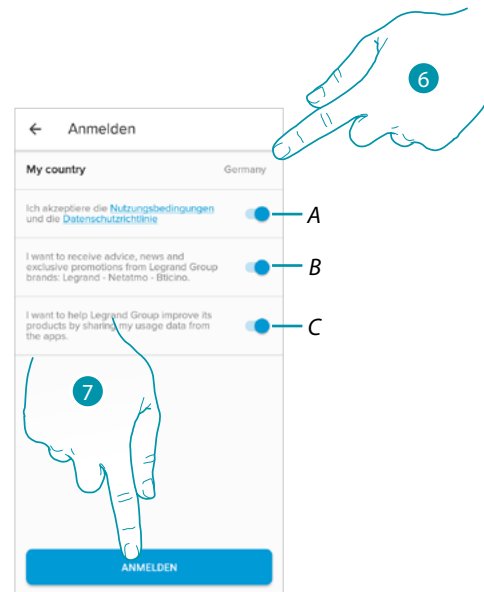 6
← Anmelden
My country Germany
Ich akzeptiere die Nutzungsbedingungen
und die Datenschutzrichtlinie
A
I want to receive advice, news and
exclusive promotions from Legrand Group
brands: Legrand - Netatmo - Bticino.
B
I want to help Legrand Group improve its
products by sharing my usage data from
the apps.
C
7
ANMELDEN